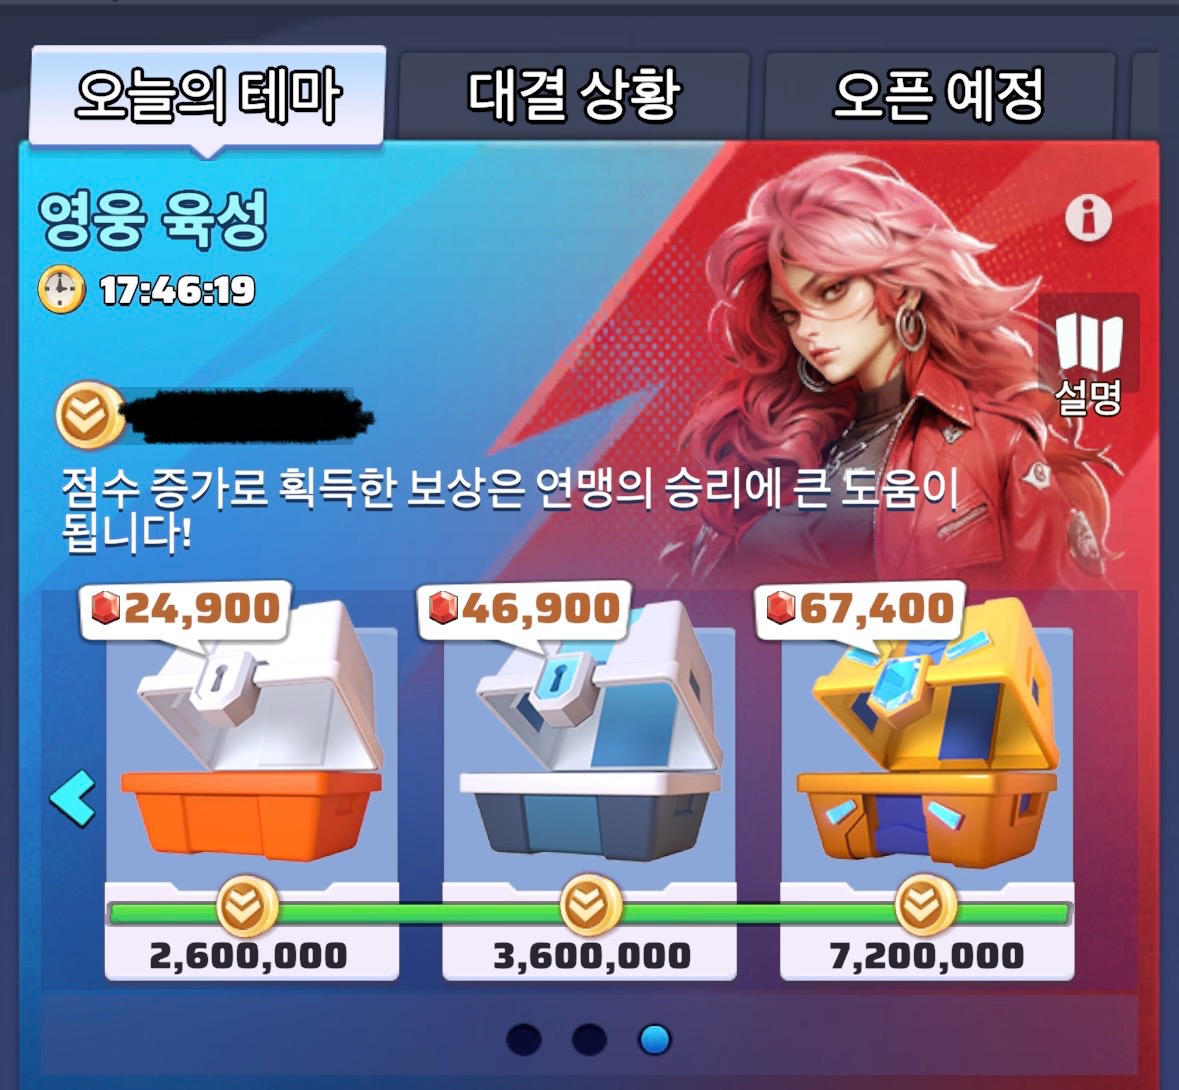 오늘의 테마
대결 상황
오픈 예정
영웅 육성
17:46:19
설명
점수 증가로 획득한 보상은 연맹의 승리에 큰 도움이
됩니다!
24,900
46,900
67,400
2,600,000
3,600,000
7,200,000